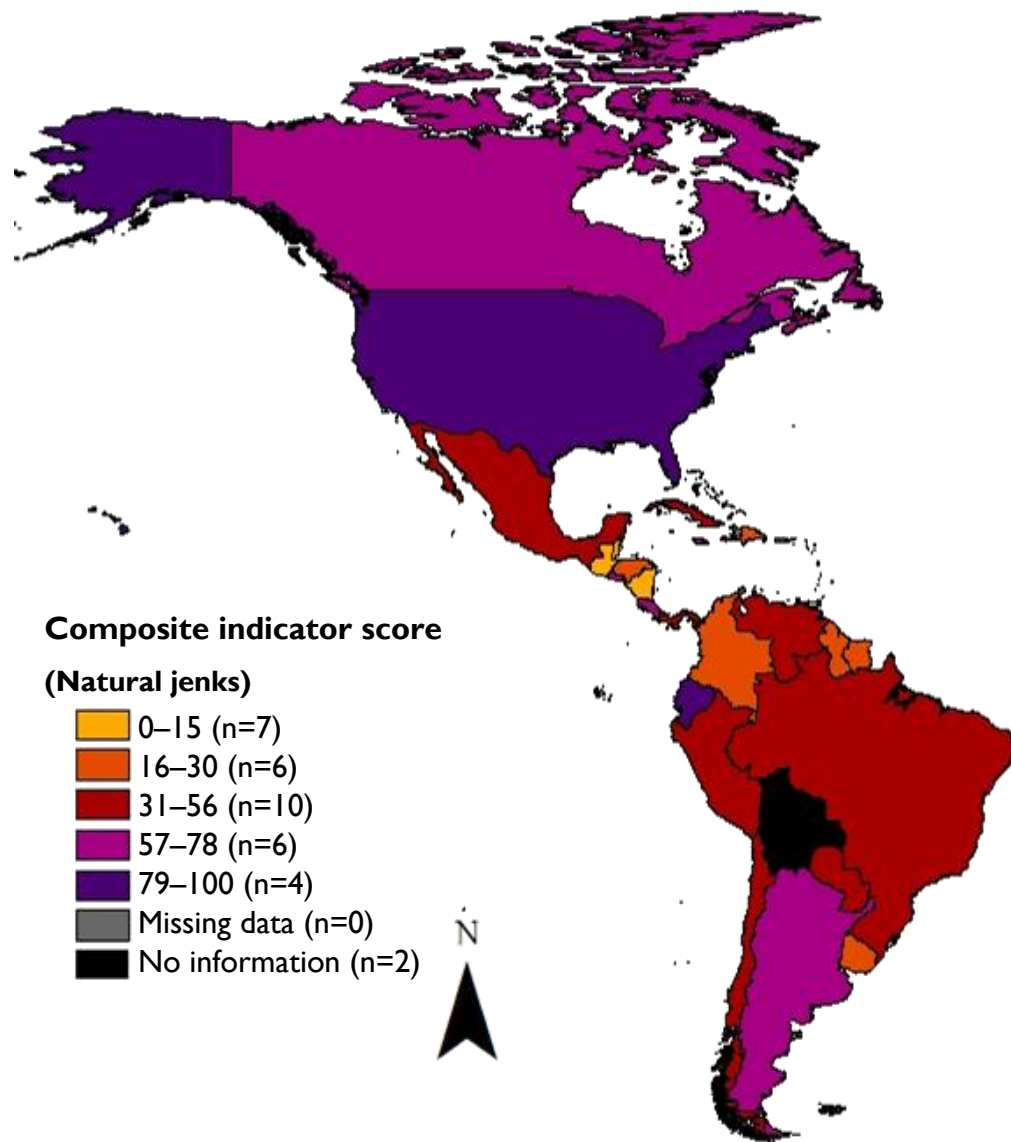 Composite indicator score
(Natural jenks)
0–15 (n=7)
16–30 (n=6)
31–56 (n=10)
57–78 (n=6)
79–100 (n=4)
Missing data (n=0)
No information (n=2)
N